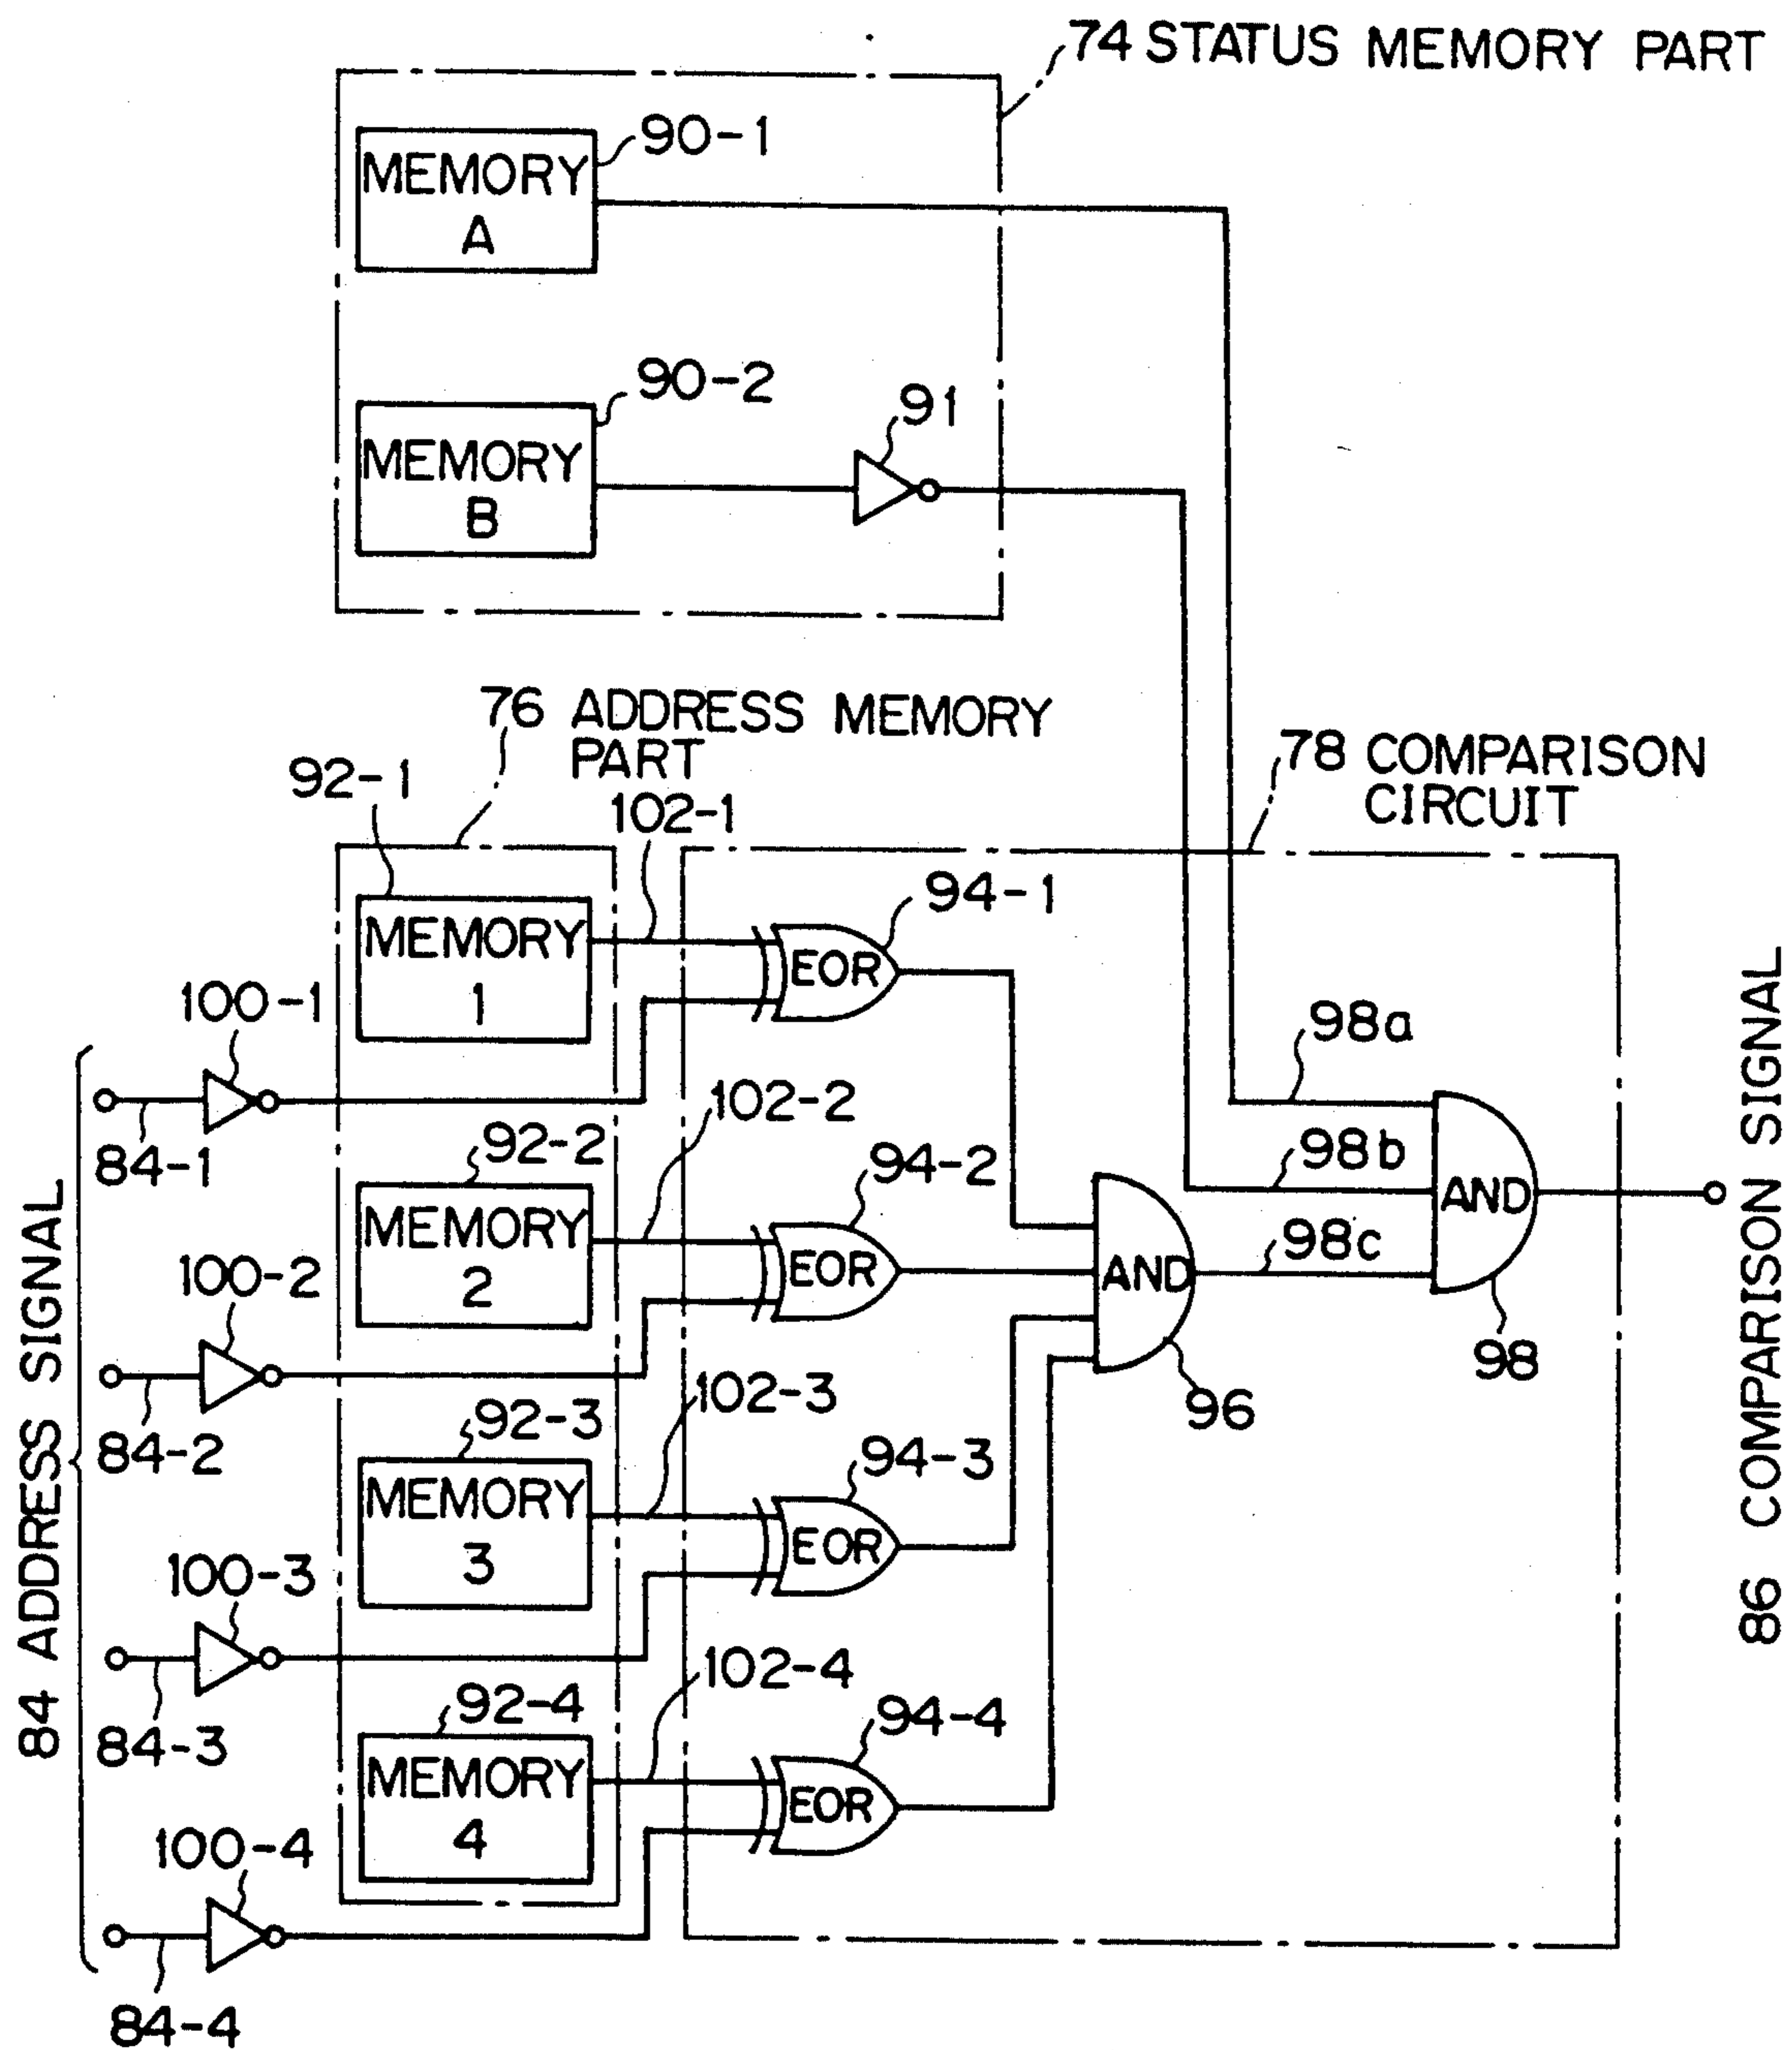 74 STATUS MEMORY PART
90-1
MEMORY
A
90-2
MEMORY
B
91
76 ADDRESS MEMORY
PART
78 COMPARISON
CIRCUIT
92-1
102-1
MEMORY
1
94-1
EOR
100-1
84-1
98a
102-2
92-2
MEMORY
2
94-2
EOR
98b
AND
98c
AND
98
96
100-2
84-2
102-3
92-3
MEMORY
3
94-3
EOR
100-3
84-3
102-4
92-4
MEMORY
4
94-4
EOR
100-4
84-4
84 ADDRESS SIGNAL
86 COMPARISON SIGNAL